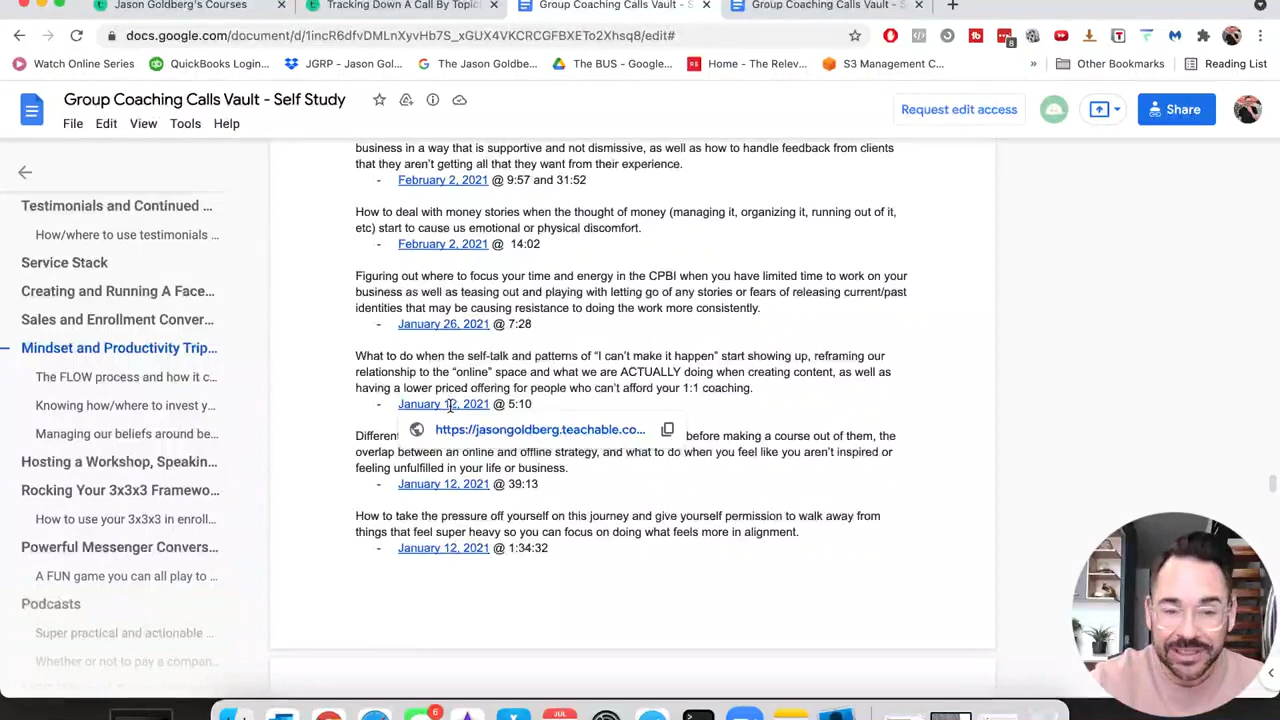 Jason Goldberg's Courses
Tracking Down A Call By Topic
Group Coaching Calls Vault - S
Group Coaching Calls Vault - S
docs.google.com/document/d/1incR6dfvDMLnXyvHb7S_xGUX4VKCRCGFBXETo2Xhsq8/edit#
Watch Online Series
QuickBooks Login...
JGRP - Jason Gol...
The Jason Goldbe...
The BUS - Google...
Home - The Relev...
S3 Management C...
»
Other Bookmarks
Reading List
Group Coaching Calls Vault - Self Study
File Edit View Tools Help
Request edit access
Share
Testimonials and Continued ...
How/where to use testimonials ...
Service Stack
Creating and Running A Face...
Sales and Enrollment Conver...
Mindset and Productivity Trip...
The FLOW process and how it c...
Knowing how/where to invest y...
Managing our beliefs around be...
Hosting a Workshop, Speakin...
Rocking Your 3x3x3 Framewo...
How to use your 3x3x3 in enroll...
Powerful Messenger Convers...
A FUN game you can all play to ...
Podcasts
Super practical and actionable ...
Whether or not to pay a compan...
business in a way that is supportive and not dismissive, as well as how to handle feedback from clients
that they aren't getting all that they want from their experience.
- February 2, 2021 @ 9:57 and 31:52
How to deal with money stories when the thought of money (managing it, organizing it, running out of it,
etc) start to cause us emotional or physical discomfort.
- February 2, 2021 @ 14:02
Figuring out where to focus your time and energy in the CPBI when you have limited time to work on your
business as well as teasing out and playing with letting go of any stories or fears of releasing current/past
identities that may be causing resistance to doing the work more consistently.
- January 26, 2021 @ 7:28
What to do when the self-talk and patterns of “I can't make it happen” start showing up, reframing our
relationship to the “online” space and what we are ACTUALLY doing when creating content, as well as
having a lower priced offering for people who can't afford your 1:1 coaching.
- January 12, 2021 @ 5:10
https://jasongoldberg.teachable.co...
Different before making a course out of them, the
overlap between an online and offline strategy, and what to do when you feel like you aren't inspired or
feeling unfulfilled in your life or business.
- January 12, 2021 @ 39:13
How to take the pressure off yourself on this journey and give yourself permission to walk away from
things that feel super heavy so you can focus on doing what feels more in alignment.
- January 12, 2021 @ 1:34:32
8
6
JUL